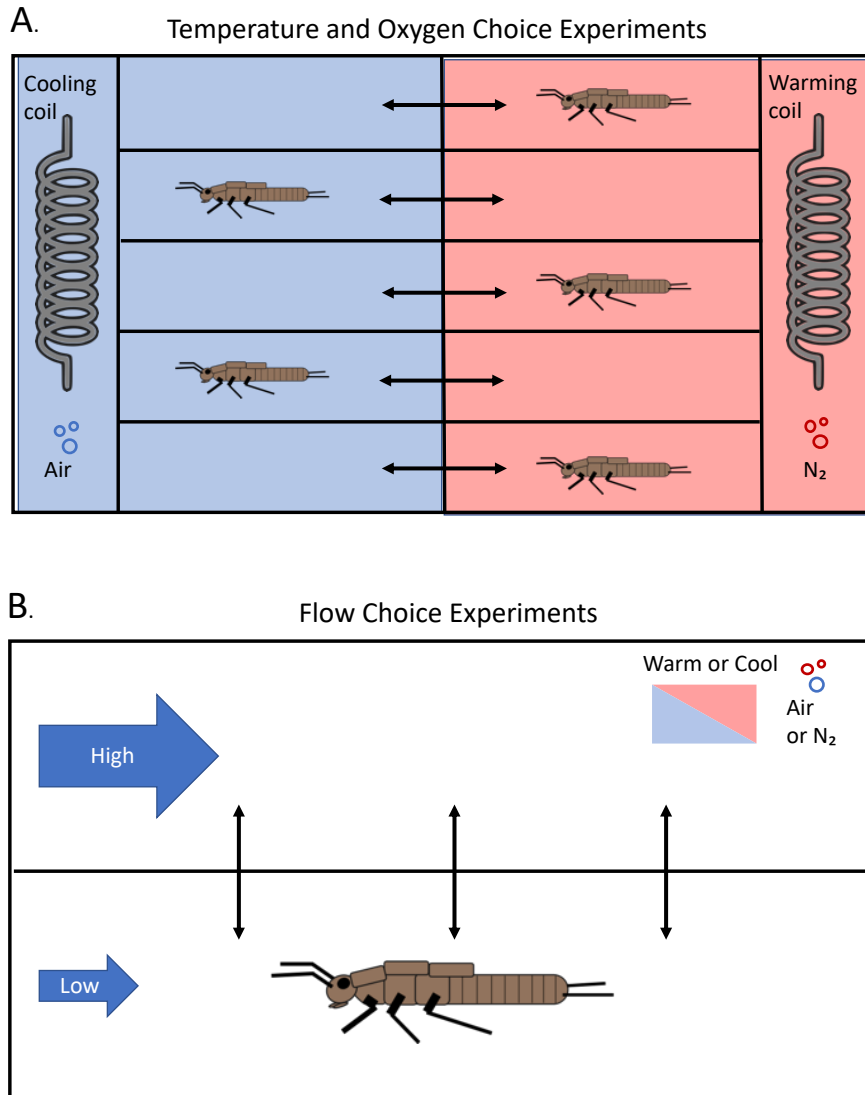 A.
Temperature and Oxygen Choice Experiments
Cooling
coil
Warming
coil
Air
N₂
B.
Flow Choice Experiments
Warm or Cool
Air
or N₂
High
Low